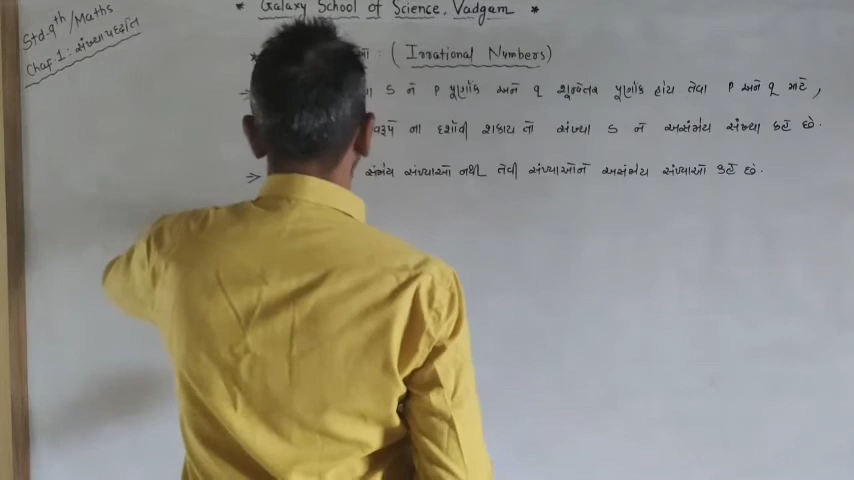 * Galaxy School of Science, Vadgam *
Std-9th/Maths
Chap. 1: સંખ્યા પદ્ધતિ
* : (Irrational Numbers)
→ S ને P પૂર્ણાંક અને q શૂન્યેતર પૂર્ણાંક હોય તેવા P અને q માટે,
ના દર્શાવી શકાય તો સંખ્યા S ને અસંમેય સંખ્યા કહે છે.
⇒ સંમેય સંખ્યાઓ નથી તેવી સંખ્યાઓને અસંમેય સંખ્યાઓ કહે છે.